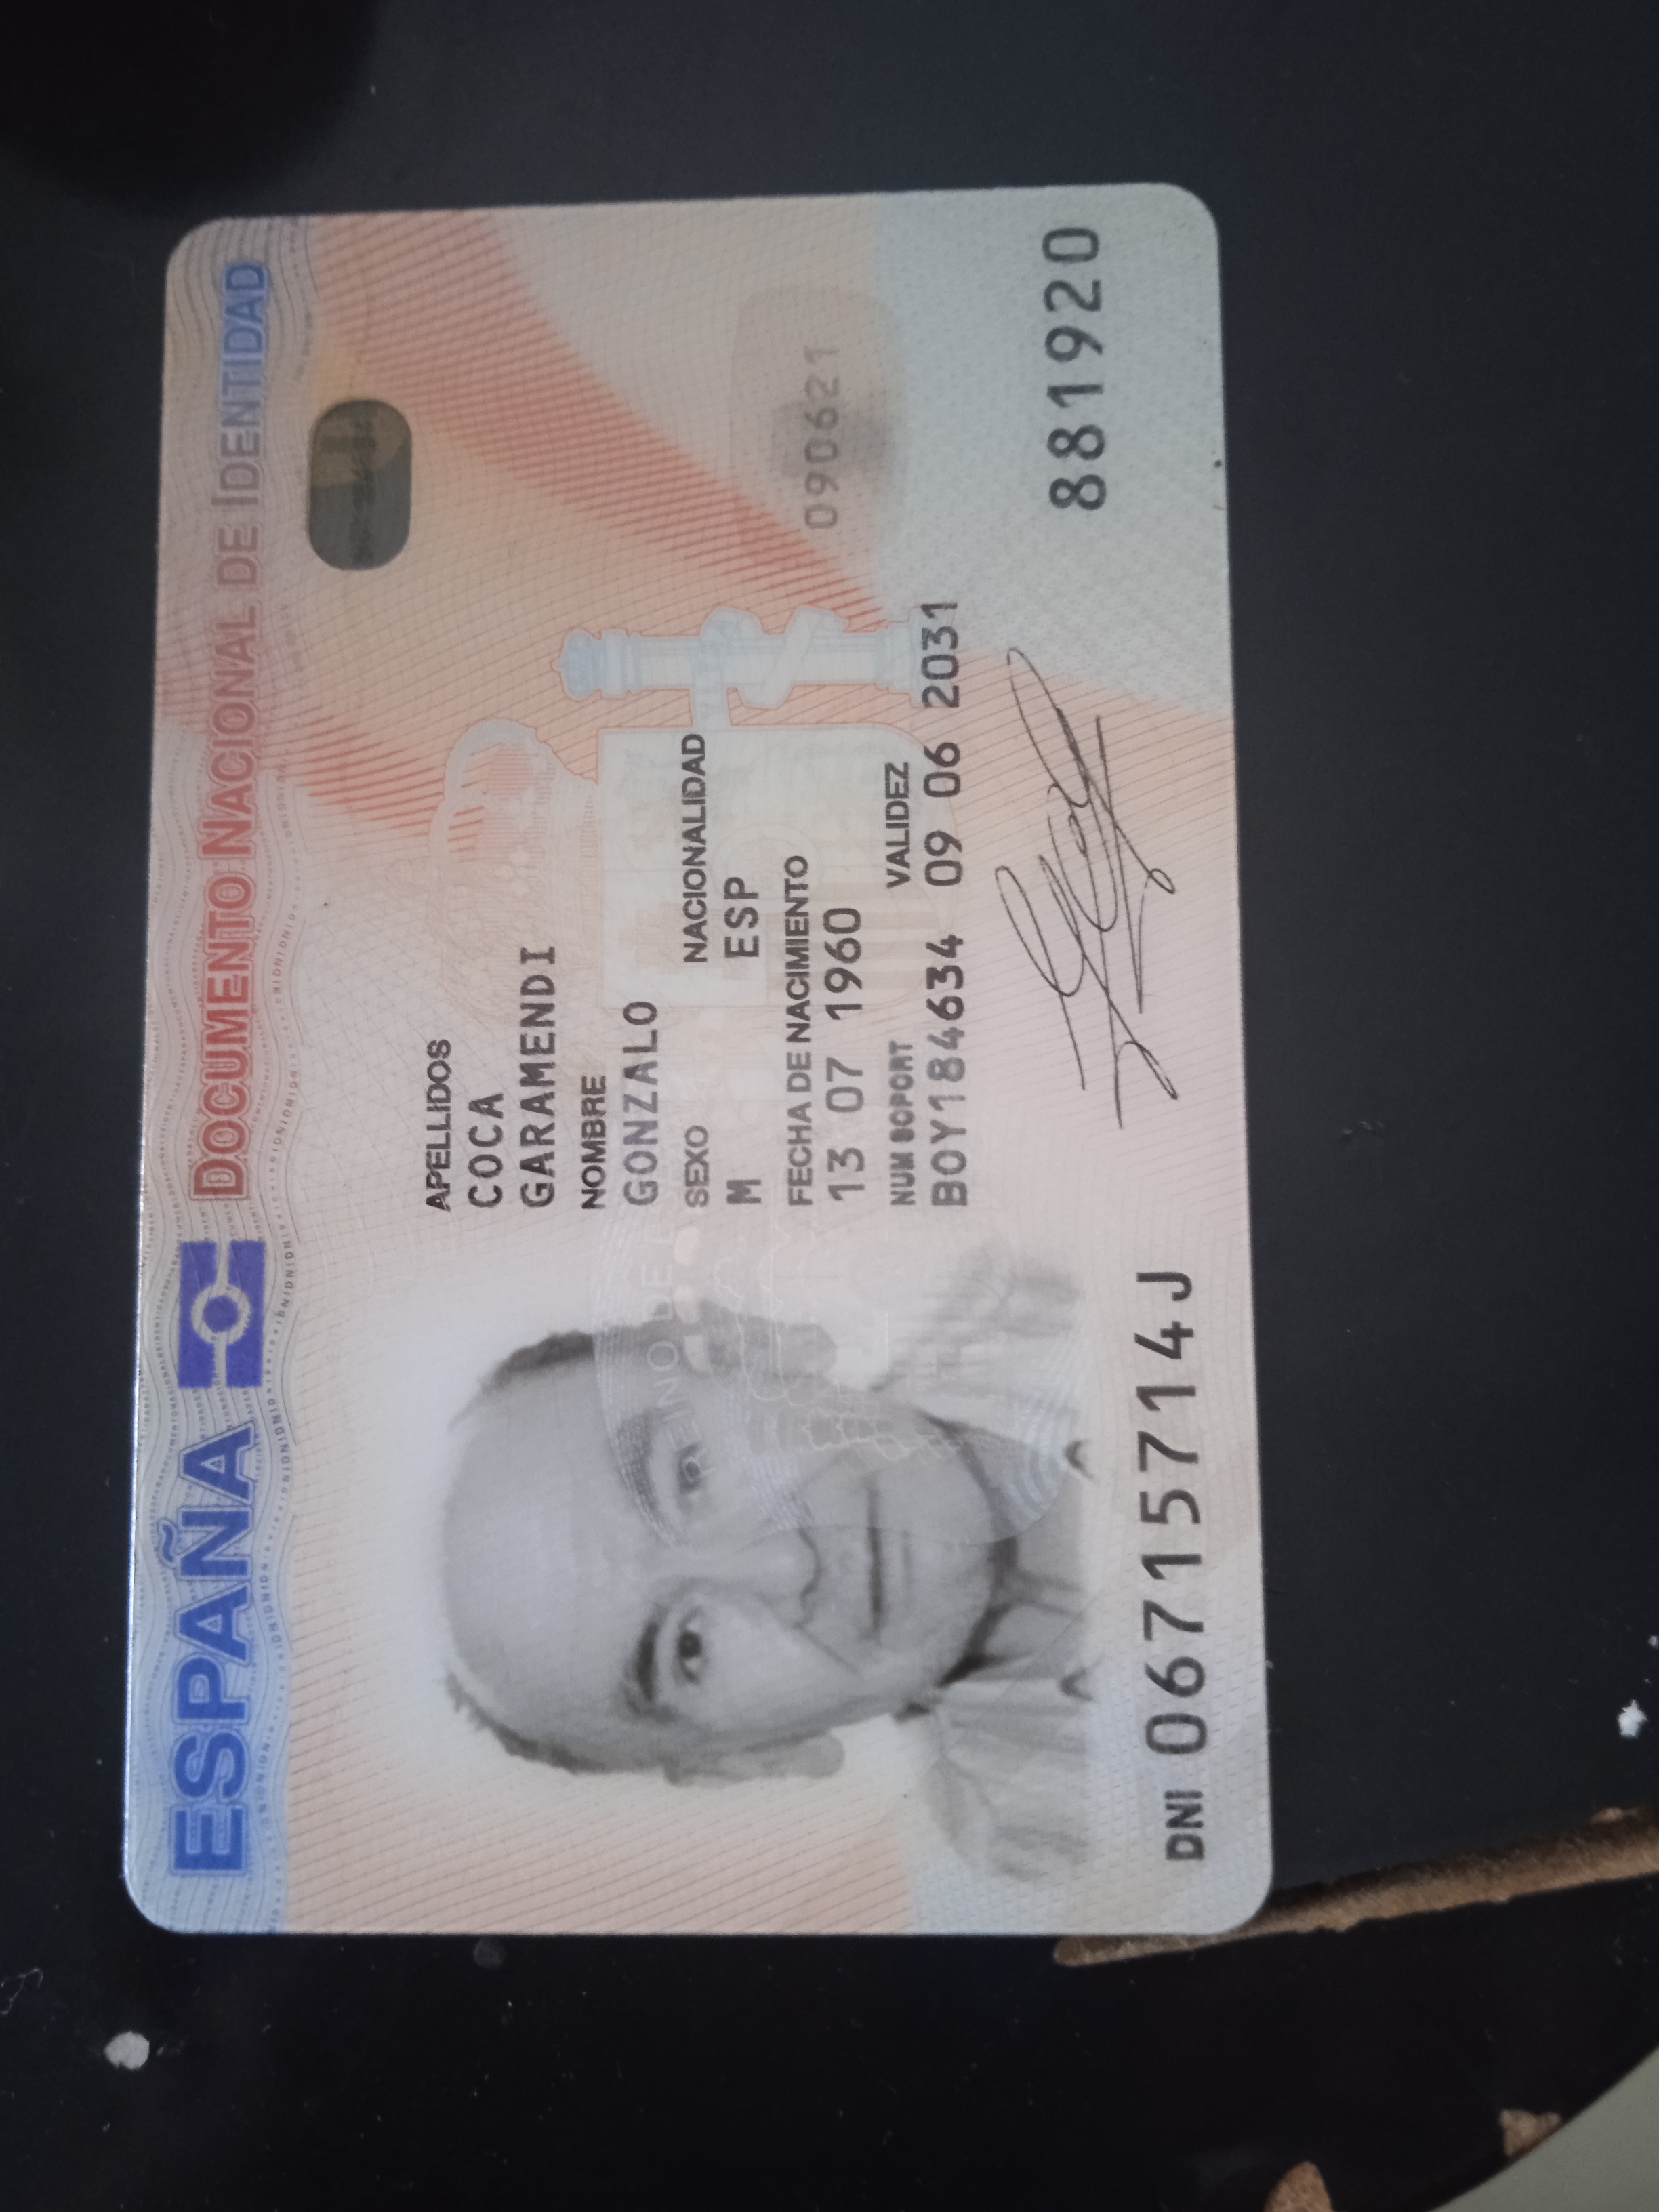 ESPAÑA DOCUMENTO NACIONAL DE IDENTIDAD
APELLIDOS
COCA
GARAMENDI
NOMBRE
GONZALO
SEXO NACIONALIDAD
M ESP
FECHA DE NACIMIENTO
13 07 1960
090621
NUM SOPORT VALIDEZ
BOY184634 09 06 2031
DNI 06715714J
881920